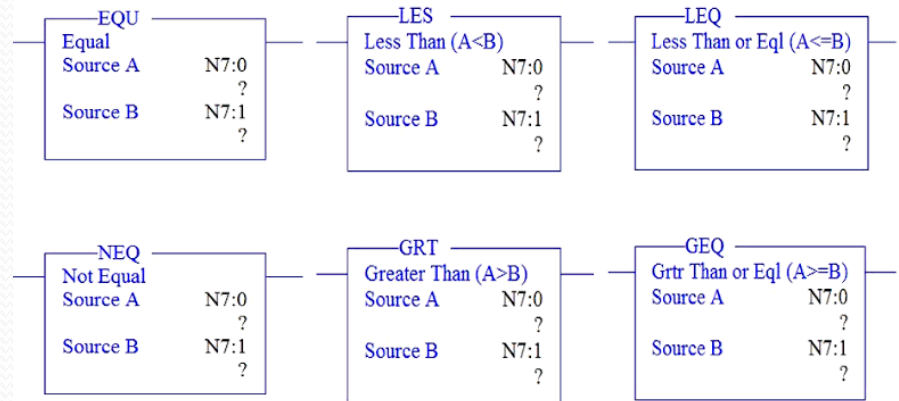 EQU
Equal
Source A N7:0
?
Source B N7:1
?
LES
Less Than (A<B)
Source A N7:0
?
Source B N7:1
?
LEQ
Less Than or Eql (A<=B)
Source A N7:0
?
Source B N7:1
?
NEQ
Not Equal
Source A N7:0
?
Source B N7:1
?
GRT
Greater Than (A>B)
Source A N7:0
?
Source B N7:1
?
GEQ
Grtr Than or Eql (A>=B)
Source A N7:0
?
Source B N7:1
?